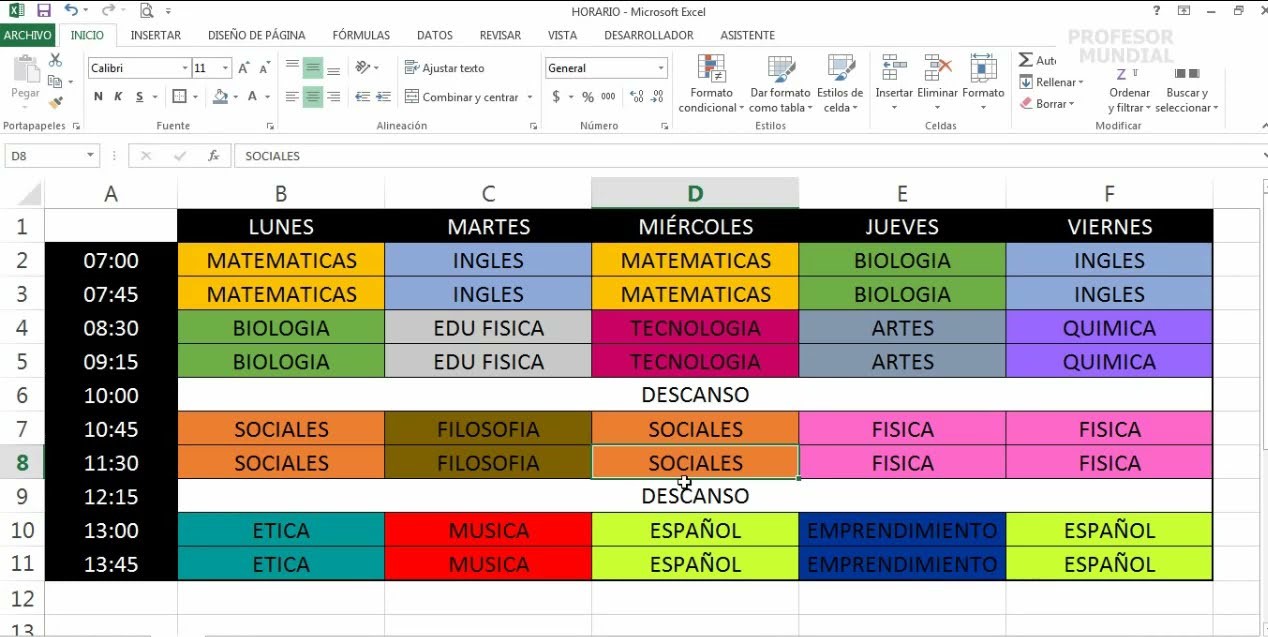 HORARIO - Microsoft Excel
?
ARCHIVO INICIO INSERTAR DISEÑO DE PÁGINA FÓRMULAS DATOS REVISAR VISTA DESARROLLADOR ASISTENTE
PROFESOR
MUNDIAL
Calibri 11 Ajustar texto General Auto
Pegar Rellenar
N K S Combinar y centrar $ % 000 Borrar
Formato condicional
Dar formato como tabla
Estilos de celda
Insertar Eliminar Formato
Ordenar y filtrar
Buscar y seleccionar
Portapapeles Fuente Alineación Número Estilos Celdas Modificar
D8 fx SOCIALES
A B C D E F
1 LUNES MARTES MIÉRCOLES JUEVES VIERNES
2 07:00 MATEMATICAS INGLES MATEMATICAS BIOLOGIA INGLES
3 07:45 MATEMATICAS INGLES MATEMATICAS BIOLOGIA INGLES
4 08:30 BIOLOGIA EDU FISICA TECNOLOGIA ARTES QUIMICA
5 09:15 BIOLOGIA EDU FISICA TECNOLOGIA ARTES QUIMICA
6 10:00 DESCANSO
7 10:45 SOCIALES FILOSOFIA SOCIALES FISICA FISICA
8 11:30 SOCIALES FILOSOFIA SOCIALES FISICA FISICA
9 12:15 DESCANSO
10 13:00 ETICA MUSICA ESPAÑOL EMPRENDIMIENTO ESPAÑOL
11 13:45 ETICA MUSICA ESPAÑOL EMPRENDIMIENTO ESPAÑOL
12
13